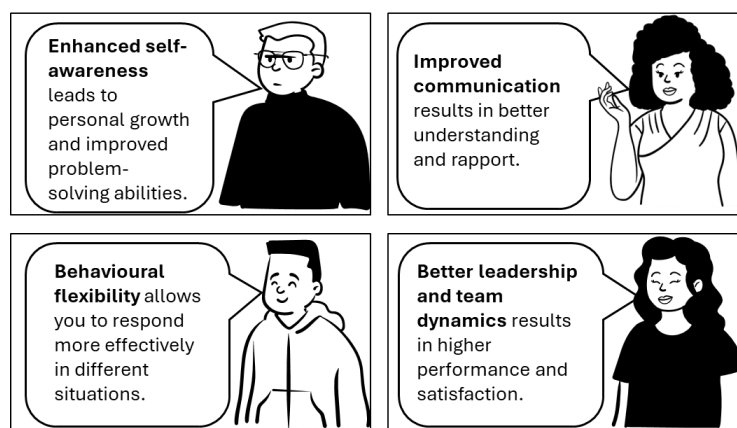 Enhanced self-
awareness
leads to
personal growth
and improved
problem-
solving abilities.
Improved
communication
results in better
understanding
and rapport.
Behavioural
flexibility allows
you to respond
more effectively
in different
situations.
Better leadership
and team
dynamics results
in higher
performance and
satisfaction.